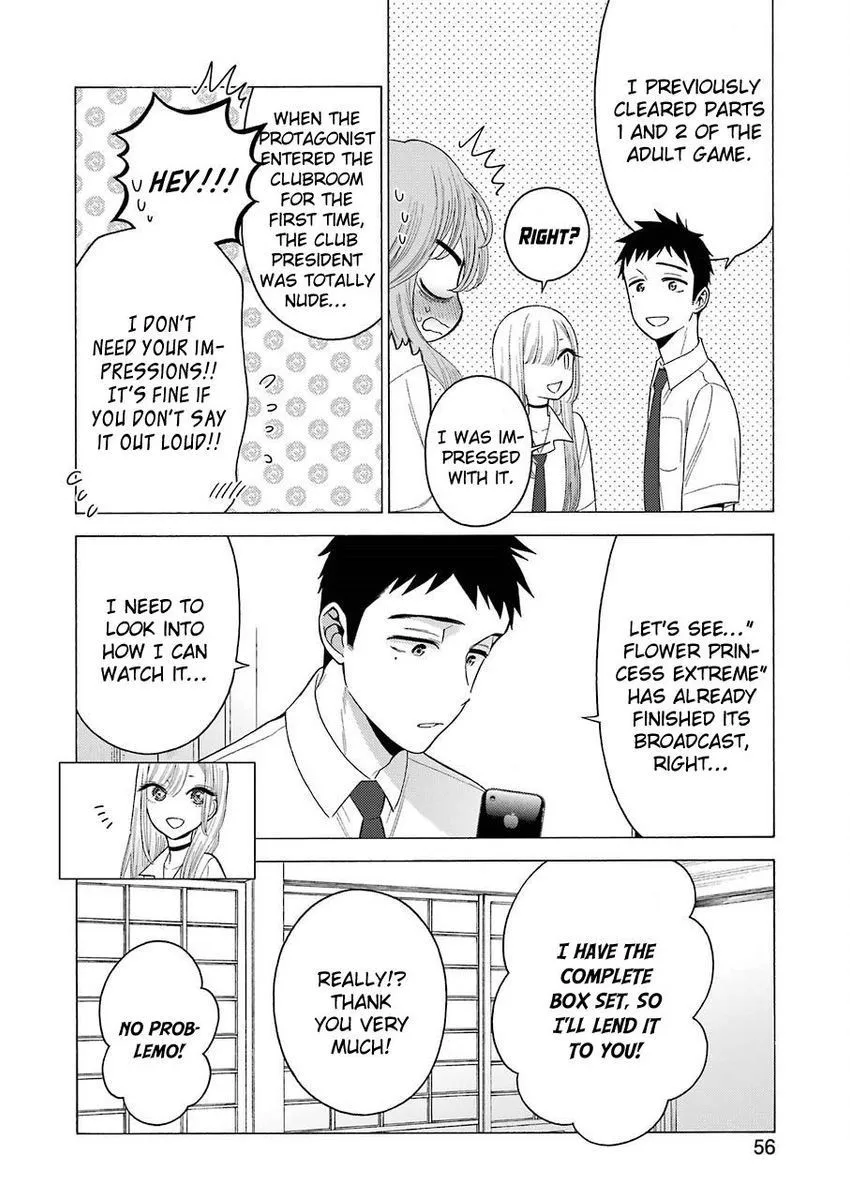 I PREVIOUSLY
CLEARED PARTS
1 AND 2 OF THE
ADULT GAME.
RIGHT?
I WAS IM-
PRESSED
WITH IT.
WHEN THE
PROTAGONIST
ENTERED THE
CLUBROOM
FOR THE
FIRST TIME,
THE CLUB
PRESIDENT
WAS TOTALLY
NUDE...
HEY!!!
I DON'T
NEED YOUR IM-
PRESSIONS!!
IT'S FINE IF
YOU DON'T SAY
IT OUT LOUD!!
LET'S SEE..."
FLOWER PRIN-
CESS EXTREME"
HAS ALREADY
FINISHED ITS
BROADCAST,
RIGHT...
I NEED TO
LOOK INTO
HOW I CAN
WATCH IT...
I HAVE THE
COMPLETE
BOX SET, SO
I'LL LEND IT
TO YOU!
REALLY!?
THANK
YOU VERY
MUCH!
NO PROB-
LEMO!
56